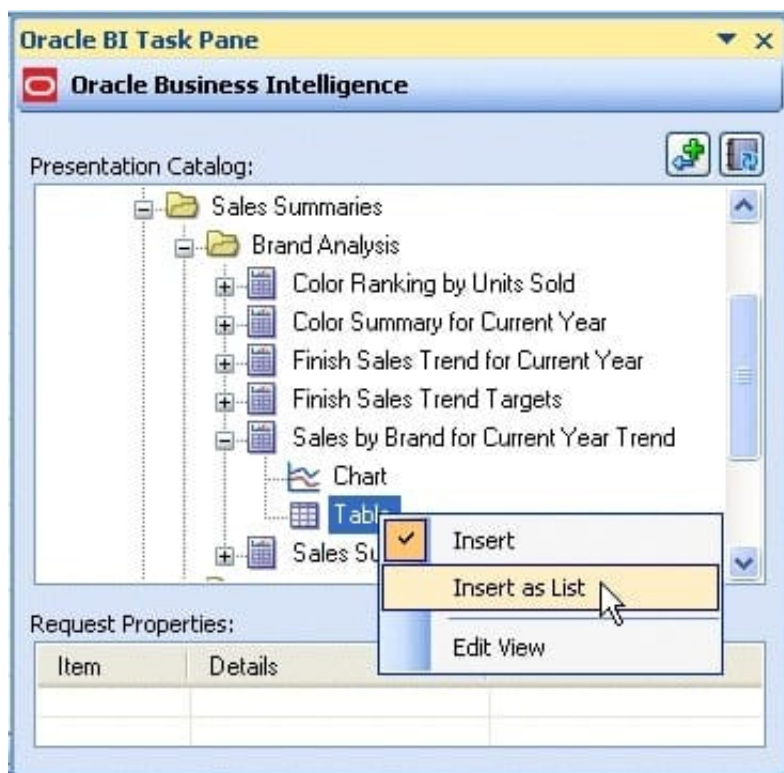 Oracle BI Task Pane
Oracle Business Intelligence
Presentation Catalog:
Sales Summaries
Brand Analysis
Color Ranking by Units Sold
Color Summary for Current Year
Finish Sales Trend for Current Year
Finish Sales Trend Targets
Sales by Brand for Current Year Trend
Chart
Table
Insert
Sales Su
Insert as List
Edit View
Request Properties:
Item Details